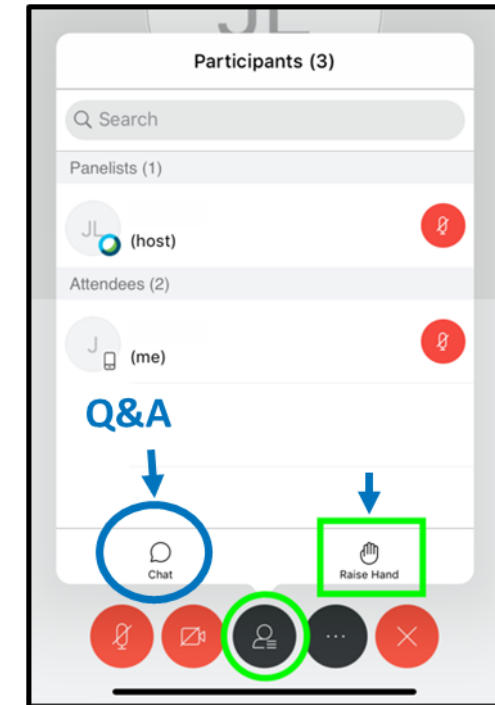 JL
Participants (3)
Search
Panelists (1)
JL
(host)
Attendees (2)
J
(me)
Q&A
Chat
Raise Hand